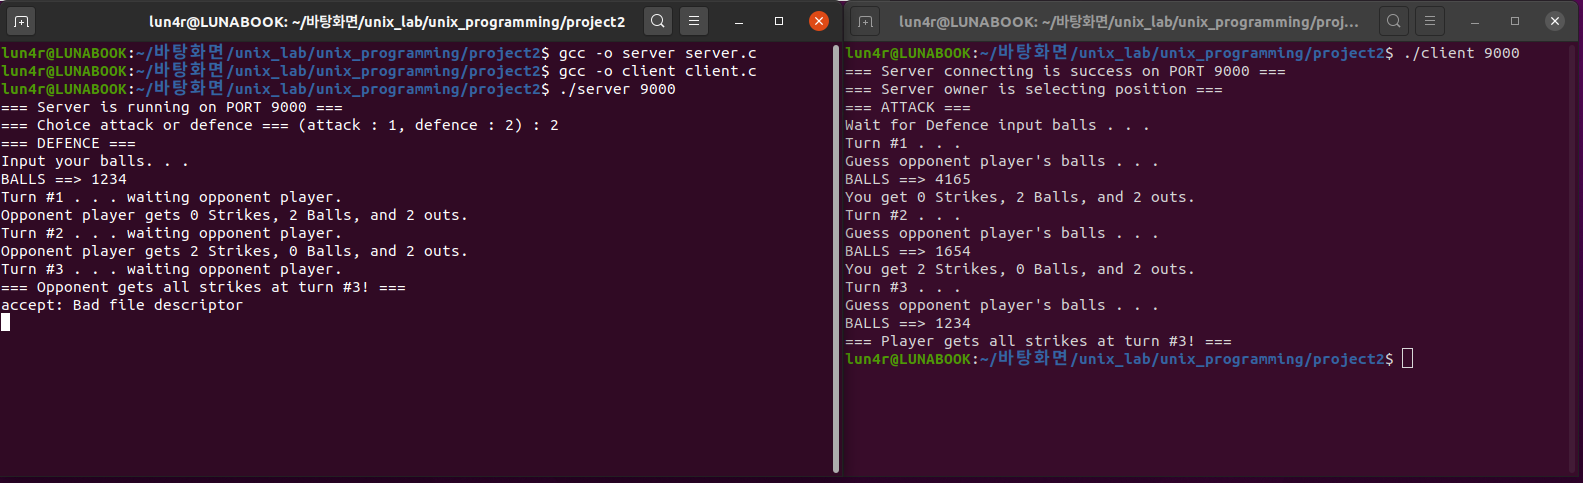 lun4r@LUNABOOK: ~/바탕화면/unix_lab/unix_programming/project2
lun4r@LUNABOOK:~/바탕화면/unix_lab/unix_programming/project2$ gcc -o server server.c
lun4r@LUNABOOK:~/바탕화면/unix_lab/unix_programming/project2$ gcc -o client client.c
lun4r@LUNABOOK:~/바탕화면/unix_lab/unix_programming/project2$ ./server 9000
=== Server is running on PORT 9000 ===
=== Choice attack or defence === (attack : 1, defence : 2) : 2
=== DEFENCE ===
Input your balls. . .
BALLS ==> 1234
Turn #1 . . . waiting opponent player.
Opponent player gets 0 Strikes, 2 Balls, and 2 outs.
Turn #2 . . . waiting opponent player.
Opponent player gets 2 Strikes, 0 Balls, and 2 outs.
Turn #3 . . . waiting opponent player.
=== Opponent gets all strikes at turn #3! ===
accept: Bad file descriptor
lun4r@LUNABOOK: ~/바탕화면/unix_lab/unix_programming/proj...
lun4r@LUNABOOK:~/바탕화면/unix_lab/unix_programming/project2$ ./client 9000
=== Server connecting is success on PORT 9000 ===
=== Server owner is selecting position ===
=== ATTACK ===
Wait for Defence input balls . . .
Turn #1 . . .
Guess opponent player's balls . . .
BALLS ==> 4165
You get 0 Strikes, 2 Balls, and 2 outs.
Turn #2 . . .
Guess opponent player's balls . . .
BALLS ==> 1654
You get 2 Strikes, 0 Balls, and 2 outs.
Turn #3 . . .
Guess opponent player's balls . . .
BALLS ==> 1234
=== Player gets all strikes at turn #3! ===
lun4r@LUNABOOK:~/바탕화면/unix_lab/unix_programming/project2$